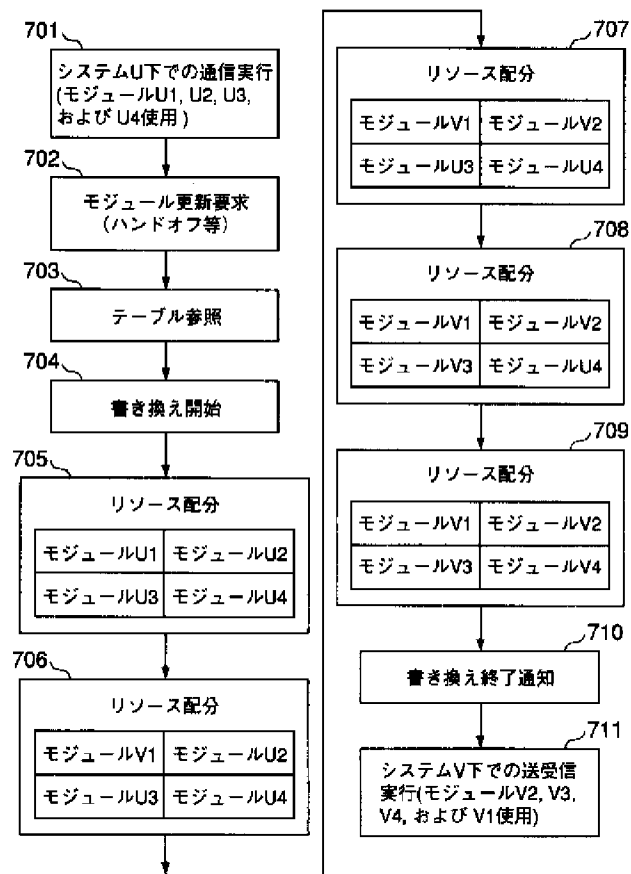 701
システムU下での通信実行
(モジュールU1, U2, U3,
および U4使用 )
702
モジュール更新要求
(ハンドオフ等)
703
テーブル参照
704
書き換え開始
705
リソース配分
モジュールU1 モジュールU2
モジュールU3 モジュールU4
706
リソース配分
モジュールV1 モジュールU2
モジュールU3 モジュールU4
707
リソース配分
モジュールV1 モジュールV2
モジュールU3 モジュールU4
708
リソース配分
モジュールV1 モジュールV2
モジュールV3 モジュールU4
709
リソース配分
モジュールV1 モジュールV2
モジュールV3 モジュールV4
710
書き換え終了通知
711
システムV下での送受信
実行(モジュールV2, V3,
V4, および V1使用)